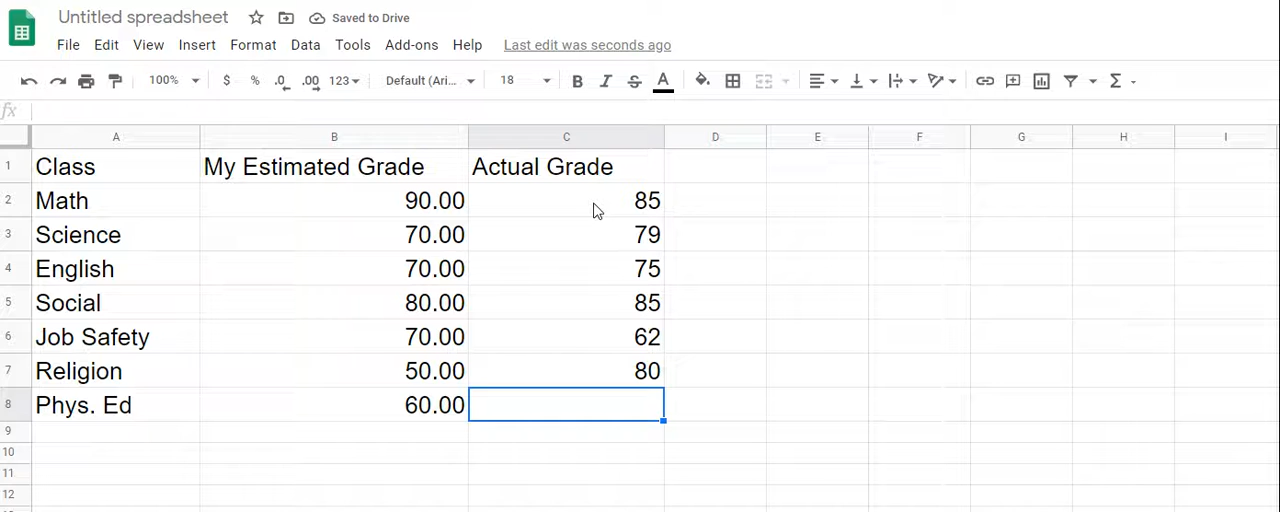 Untitled spreadsheet Saved to Drive
File Edit View Insert Format Data Tools Add-ons Help Last edit was seconds ago
100% $ % .0 .00 123 Default (Ari... 18 B I S A Σ
fx
A B C D E F G H I
1 Class My Estimated Grade Actual Grade
2 Math 90.00 85
3 Science 70.00 79
4 English 70.00 75
5 Social 80.00 85
6 Job Safety 70.00 62
7 Religion 50.00 80
8 Phys. Ed 60.00
9
10
11
12